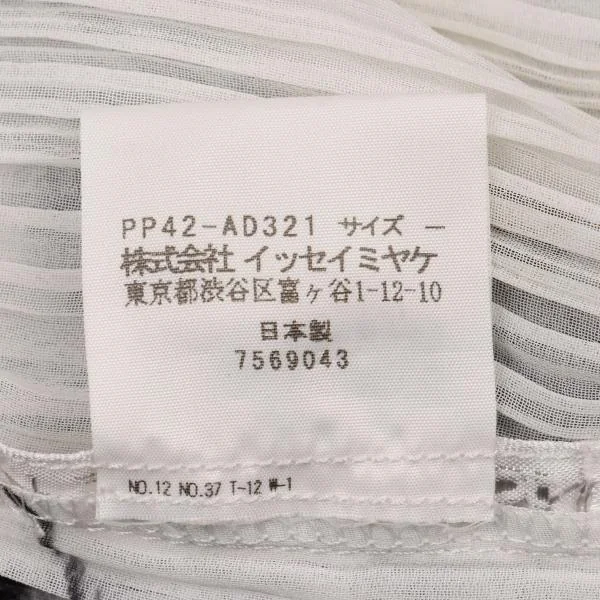 PP42-AD321 サイズ －
株式会社 イッセイミヤケ
東京都渋谷区富ヶ谷1-12-10
日本製
7569043
NO.12 NO.37 T-12 W-1